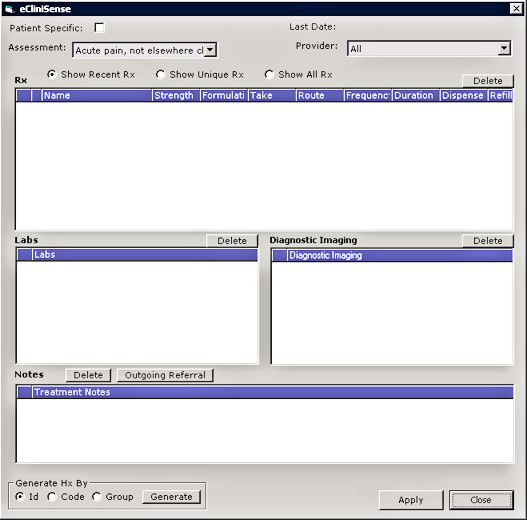 eCliniSense
Patient Specific:
Last Date:
Assessment: Acute pain, not elsewhere cl
Provider: All
Rx Show Recent Rx Show Unique Rx Show All Rx Delete
Name Strength Formulati Take Route Frequenc Duration Dispense Refill
Labs Delete Diagnostic Imaging Delete
Labs Diagnostic Imaging
Notes Delete Outgoing Referral
Treatment Notes
Generate Hx By
Id Code Group Generate Apply Close